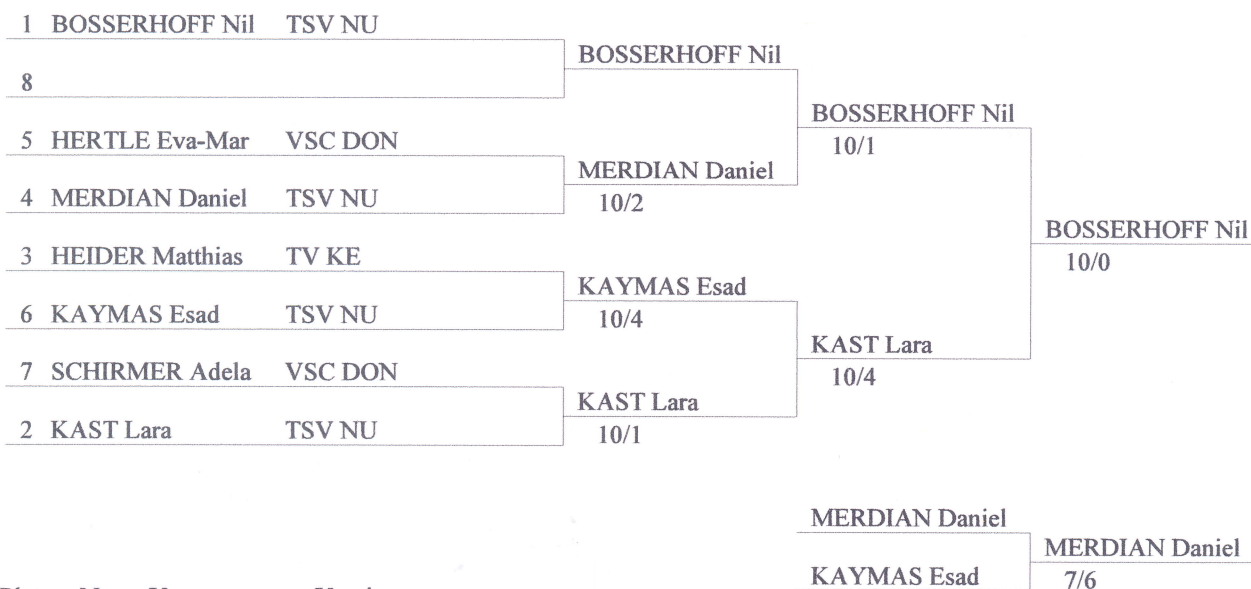 1 BOSSERHOFF Nil TSV NU
BOSSERHOFF Nil
8
BOSSERHOFF Nil
5 HERTLE Eva-Mar VSC DON
10/1
MERDIAN Daniel
4 MERDIAN Daniel TSV NU
10/2
BOSSERHOFF Nil
3 HEIDER Matthias TV KE
10/0
KAYMAS Esad
6 KAYMAS Esad TSV NU
10/4
KAST Lara
7 SCHIRMER Adela VSC DON
10/4
KAST Lara
2 KAST Lara TSV NU
10/1
MERDIAN Daniel
MERDIAN Daniel
KAYMAS Esad
7/6